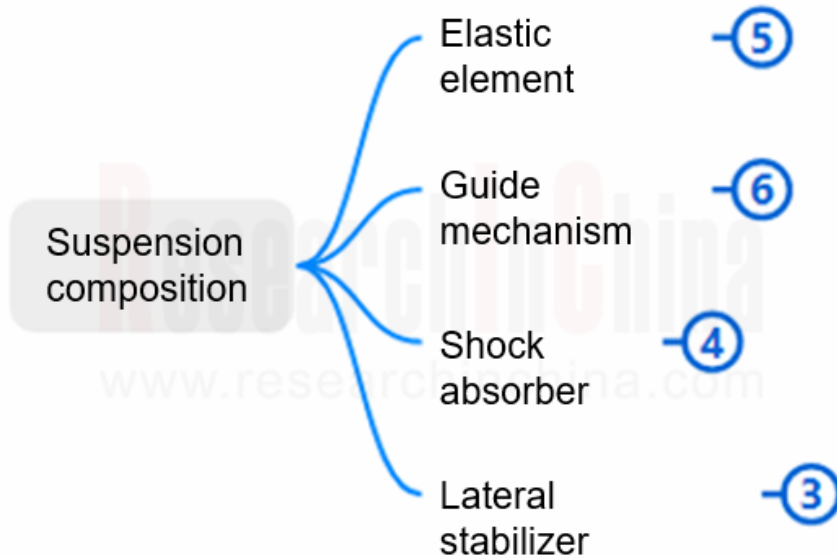 Elastic
element
5
Guide
mechanism
6
Suspension
composition
ResearchInChina
www.researchinchina.com
Shock
absorber
4
Lateral
stabilizer
3